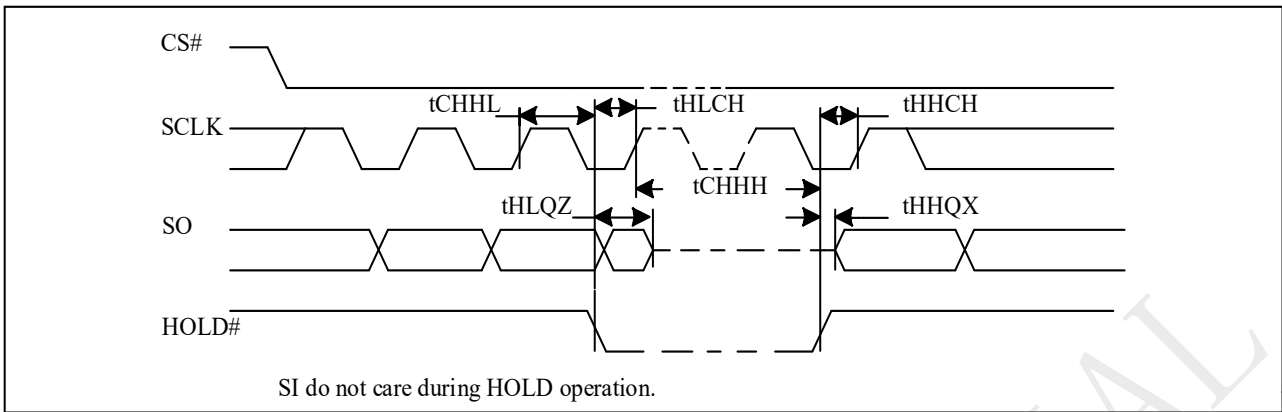 CS#
tCHHL
tHLCH
tHHCH
SCLK
tCHHH
tHLQZ
tHHQX
SO
HOLD#
SI do not care during HOLD operation.